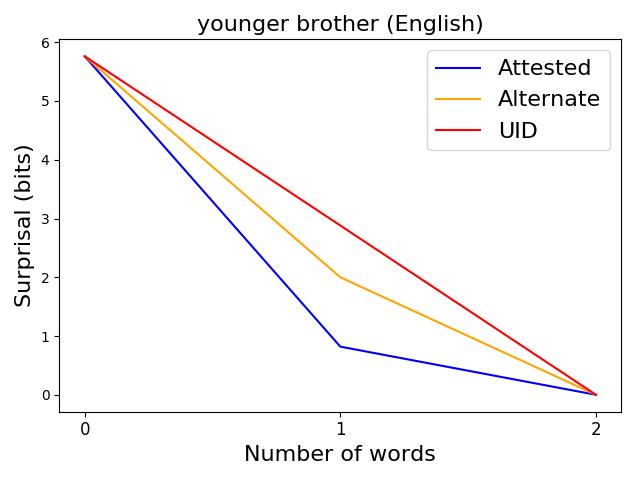 younger brother (English)
Attested
Alternate
UID
Surprisal (bits)
6
5
4
3
2
1
0
0 1 2
Number of words